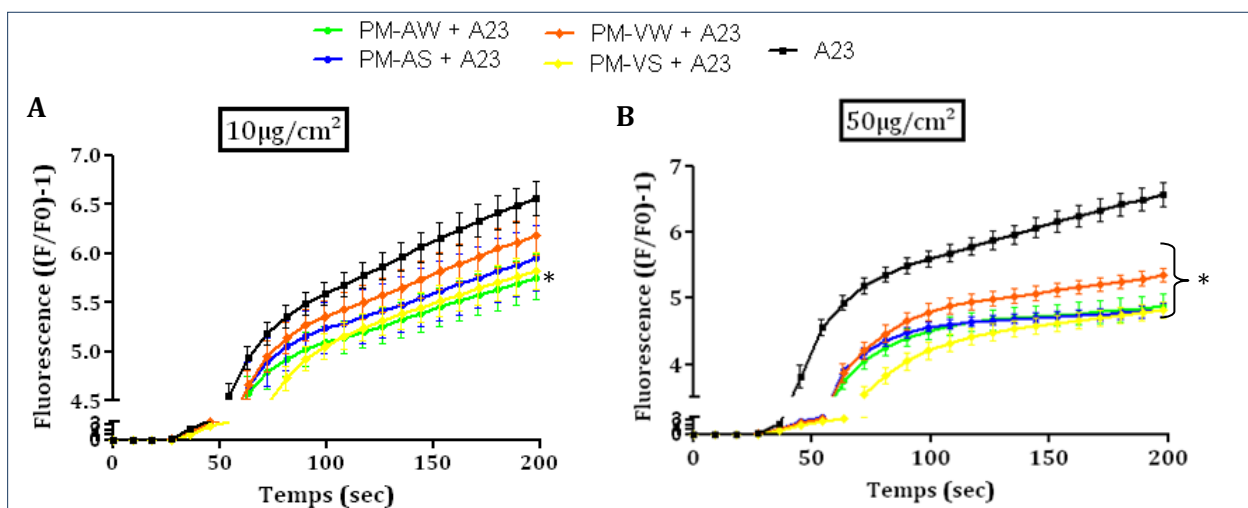 PM-AW + A23
PM-VW + A23
A23
PM-AS + A23
PM-VS + A23
A
10µg/cm²
Fluorescence ((F/F0)-1)
7.0
6.5
6.0
5.5
5.0
4.5
0
0
50
100
150
200
Temps (sec)
*
B
50µg/cm²
Fluorescence ((F/F0)-1)
7
6
5
4
0
0
50
100
150
200
Temps (sec)
*